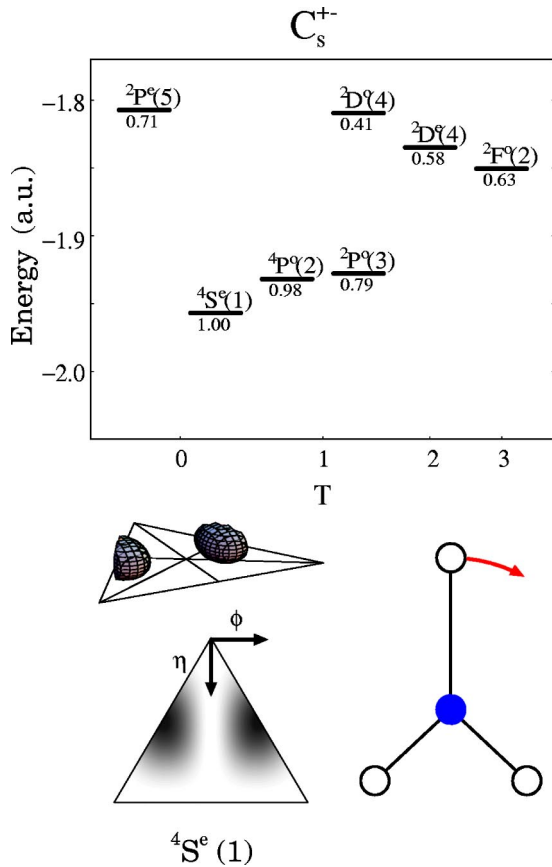 C_s^{+-}
²Pᵉ(5) ²Dᵒ(4)
−1.8
0.71 0.41
²Dᵉ(4)
0.58
²Fᵒ(2)
0.63
Energy (a.u.)
−1.9
⁴Pᵒ(2) ²Pᵒ(3)
0.98 0.79
⁴Sᵉ(1)
1.00
−2.0
0 1 2 3
T
ϕ
η
⁴Sᵉ (1)